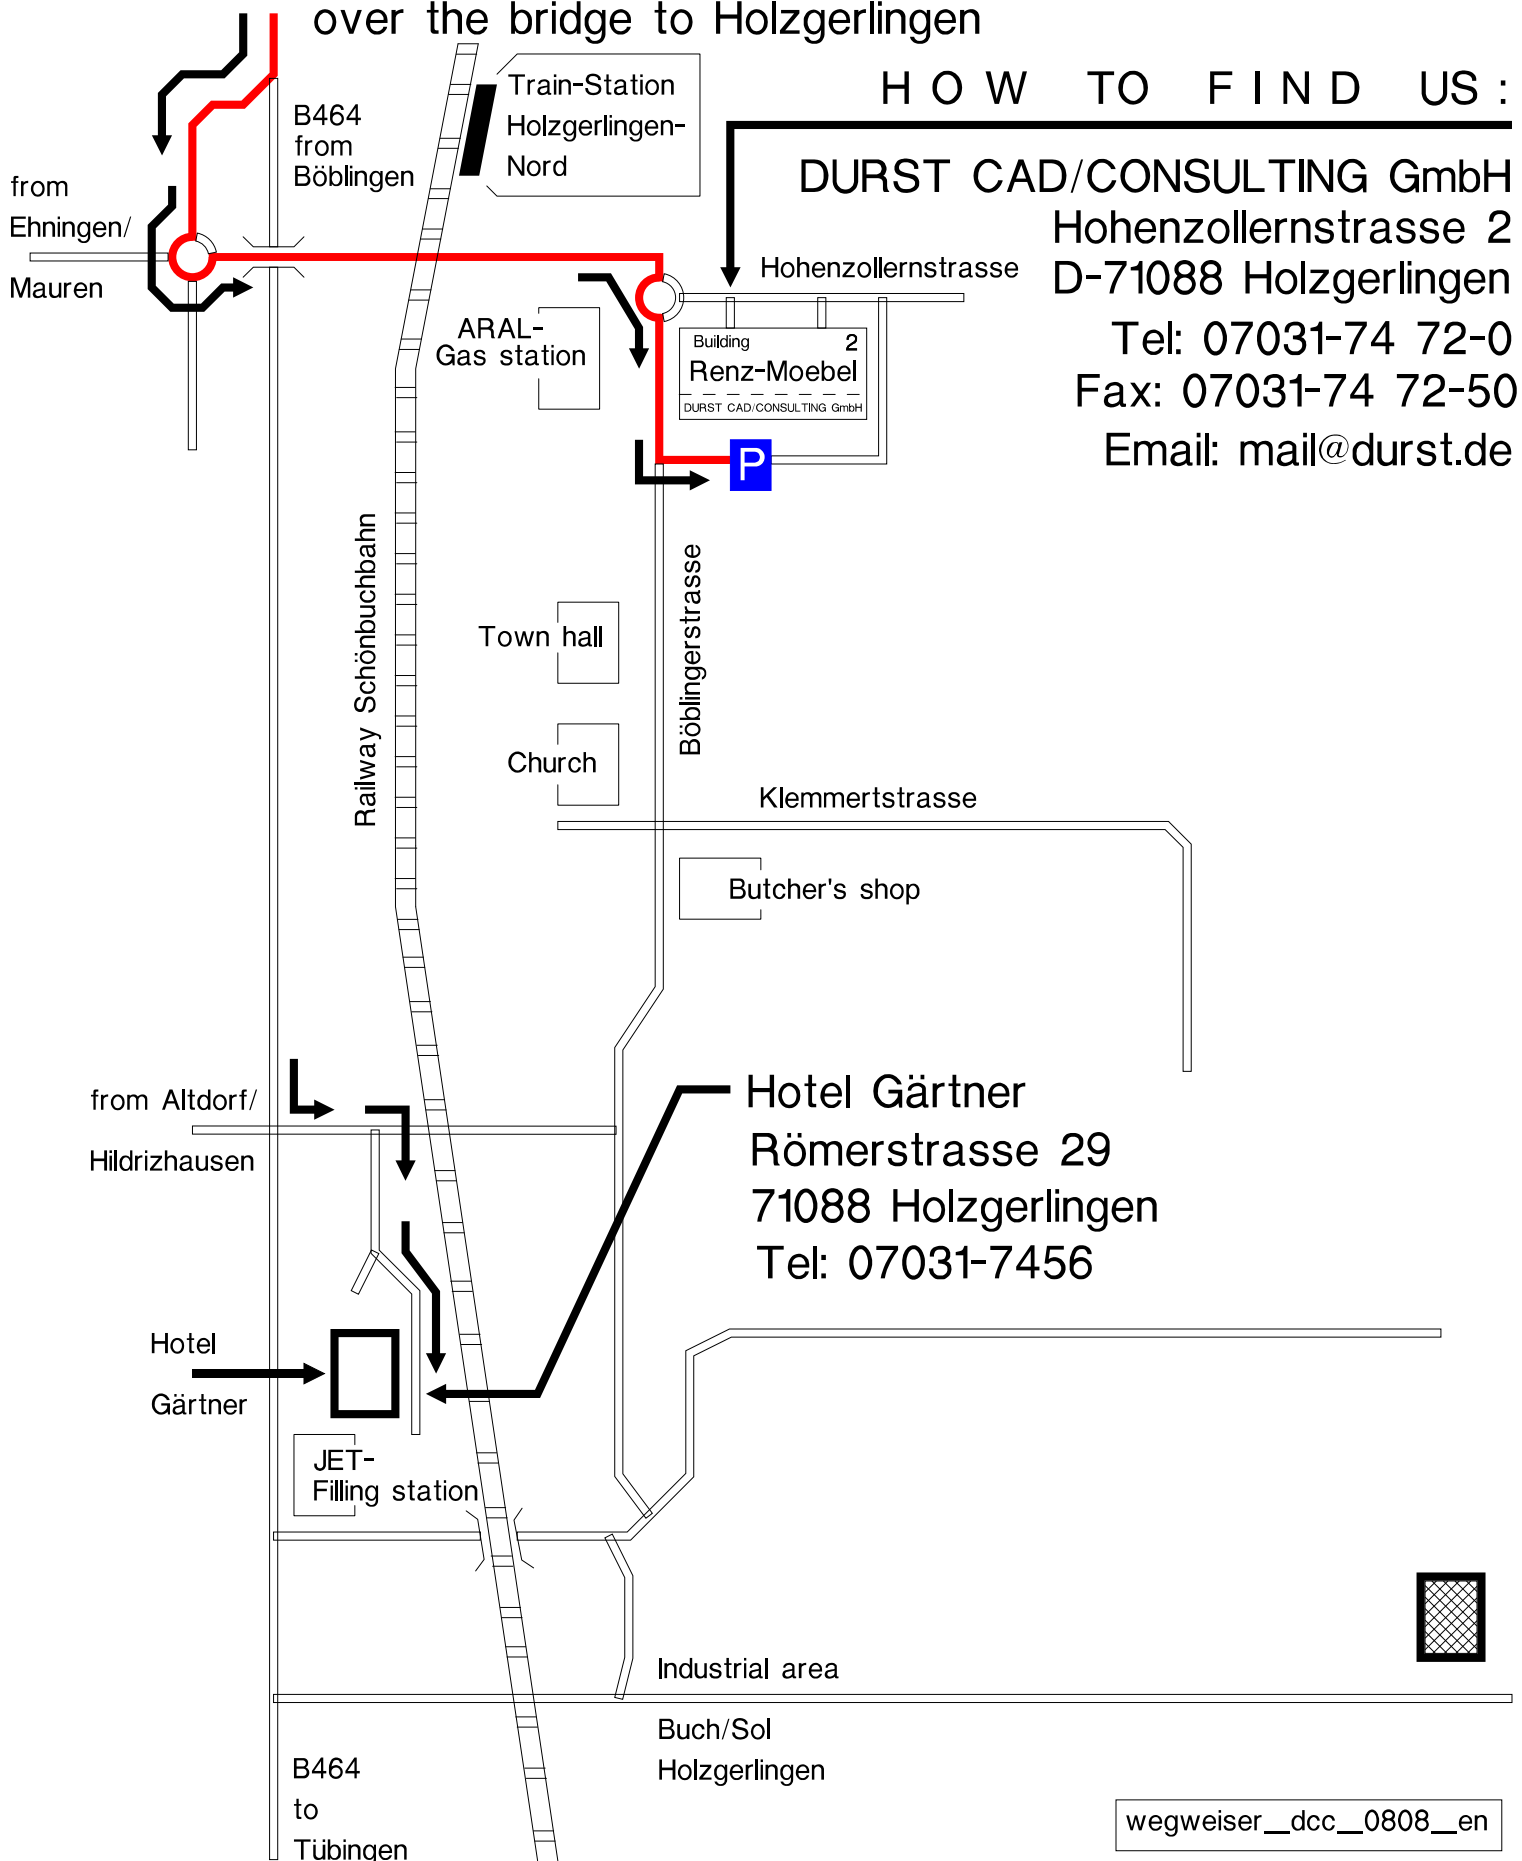 over the bridge to Holzgerlingen
HOW TO FIND US:
DURST CAD/CONSULTING GmbH
Hohenzollernstrasse 2
D-71088 Holzgerlingen
Tel: 07031-74 72-0
Fax: 07031-74 72-50
Email: mail@durst.de
Train-Station
Holzgerlingen-
Nord
B464
from
Böblingen
from
Ehningen/
Mauren
Hohenzollernstrasse
ARAL-
Gas station
Building 2
Renz-Moebel
DURST CAD/CONSULTING GmbH
P
Railway Schönbuchbahn
Böblingerstrasse
Town hall
Church
Klemmertstrasse
Butcher's shop
from Altdorf/
Hildrizhausen
Hotel Gärtner
Römerstrasse 29
71088 Holzgerlingen
Tel: 07031-7456
Hotel
Gärtner
JET-
Filling station
Industrial area
Buch/Sol
Holzgerlingen
B464
to
Tübingen
wegweiser__dcc__0808__en